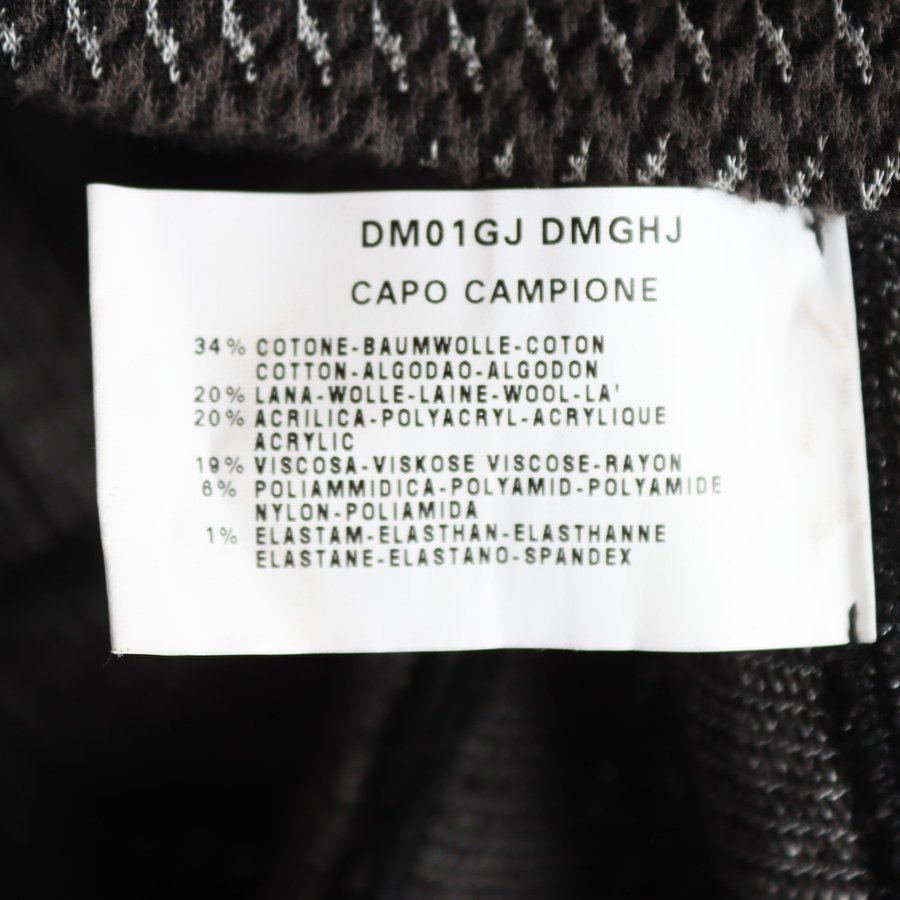 DM01GJ DMGHJ
CAPO CAMPIONE
34% COTONE-BAUMWOLLE-COTON
COTTON-ALGODAO-ALGODON
20% LANA-WOLLE-LAINE-WOOL-LA'
20% ACRILICA-POLYACRYL-ACRYLIQUE
ACRYLIC
19% VISCOSA-VISKOSE VISCOSE-RAYON
6% POLIAMMIDICA-POLYAMID-POLYAMIDE
NYLON-POLIAMIDA
1% ELASTAM-ELASTHAN-ELASTHANNE
ELASTANE-ELASTANO-SPANDEX